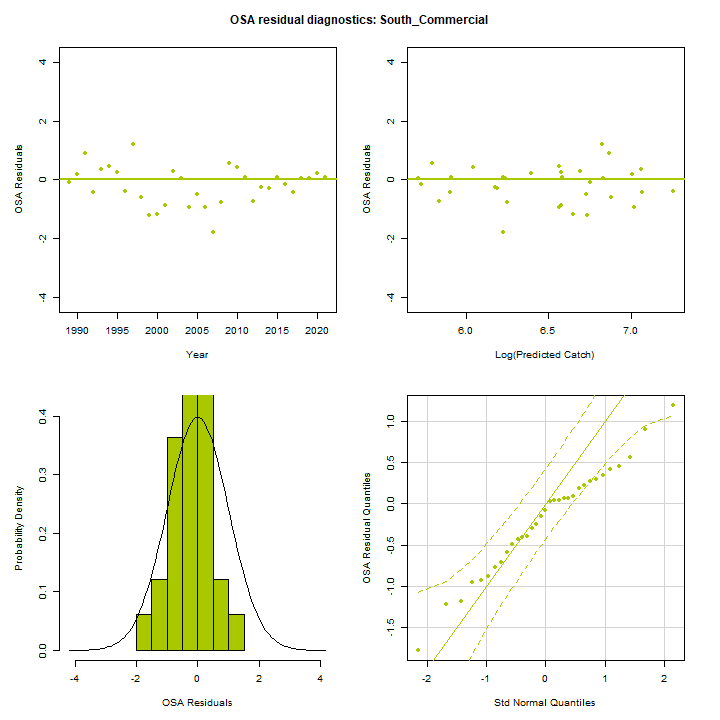 OSA residual diagnostics: South_Commercial
OSA Residuals
4
2
0
-2
-4
1990 1995 2000 2005 2010 2015 2020
Year
OSA Residuals
4
2
0
-2
-4
6.0 6.5 7.0
Log(Predicted Catch)
Probability Density
0.4
0.3
0.2
0.1
0.0
-4 -2 0 2 4
OSA Residuals
OSA Residual Quantiles
1.0
0.5
0.0
-0.5
-1.0
-1.5
-2 -1 0 1 2
Std Normal Quantiles